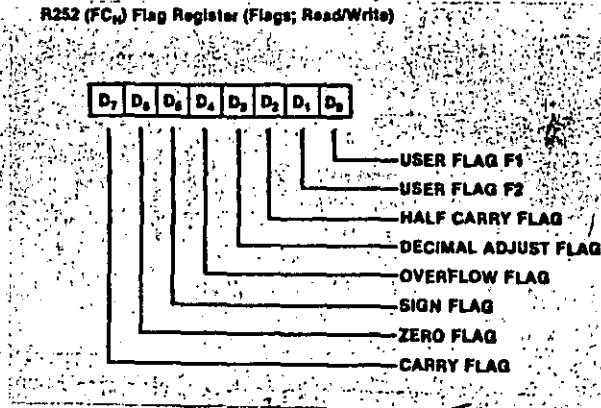 R252 (FCH) Flag Register (Flags; Read/Write)
D7 D6 D5 D4 D3 D2 D1 D0
USER FLAG F1
USER FLAG F2
HALF CARRY FLAG
DECIMAL ADJUST FLAG
OVERFLOW FLAG
SIGN FLAG
ZERO FLAG
CARRY FLAG